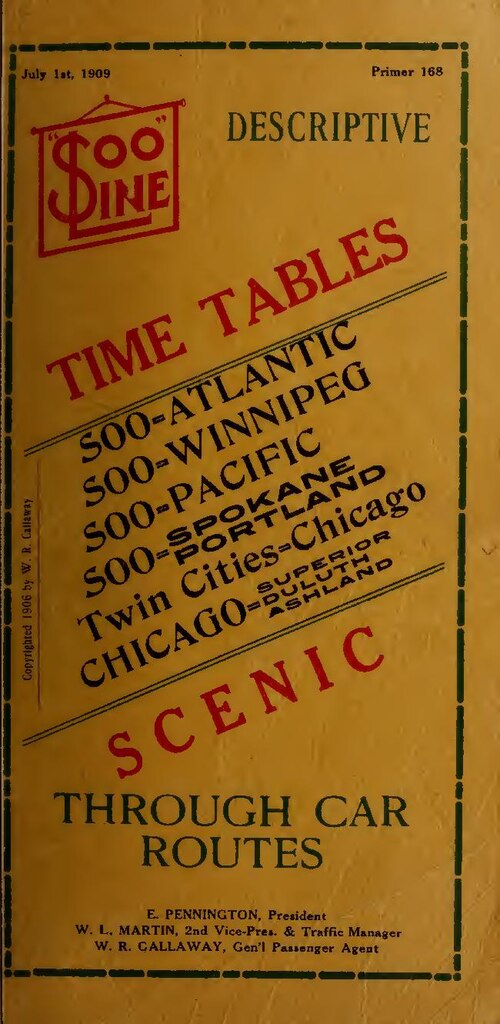 July 1st, 1909
Primer 168
"SOO"
LINE
DESCRIPTIVE
TIME TABLES
SOO=ATLANTIC
SOO=WINNIPEG
SOO=PACIFIC
SOO=SPOKANE
PORTLAND
Twin Cities=Chicago
CHICAGO=SUPERIOR
DULUTH
ASHLAND
Copyrighted 1906 by W. R. Callaway
SCENIC
THROUGH CAR
ROUTES
E. PENNINGTON, President
W. L. MARTIN, 2nd Vice-Pres. & Traffic Manager
W. R. CALLAWAY, Gen'l Passenger Agent